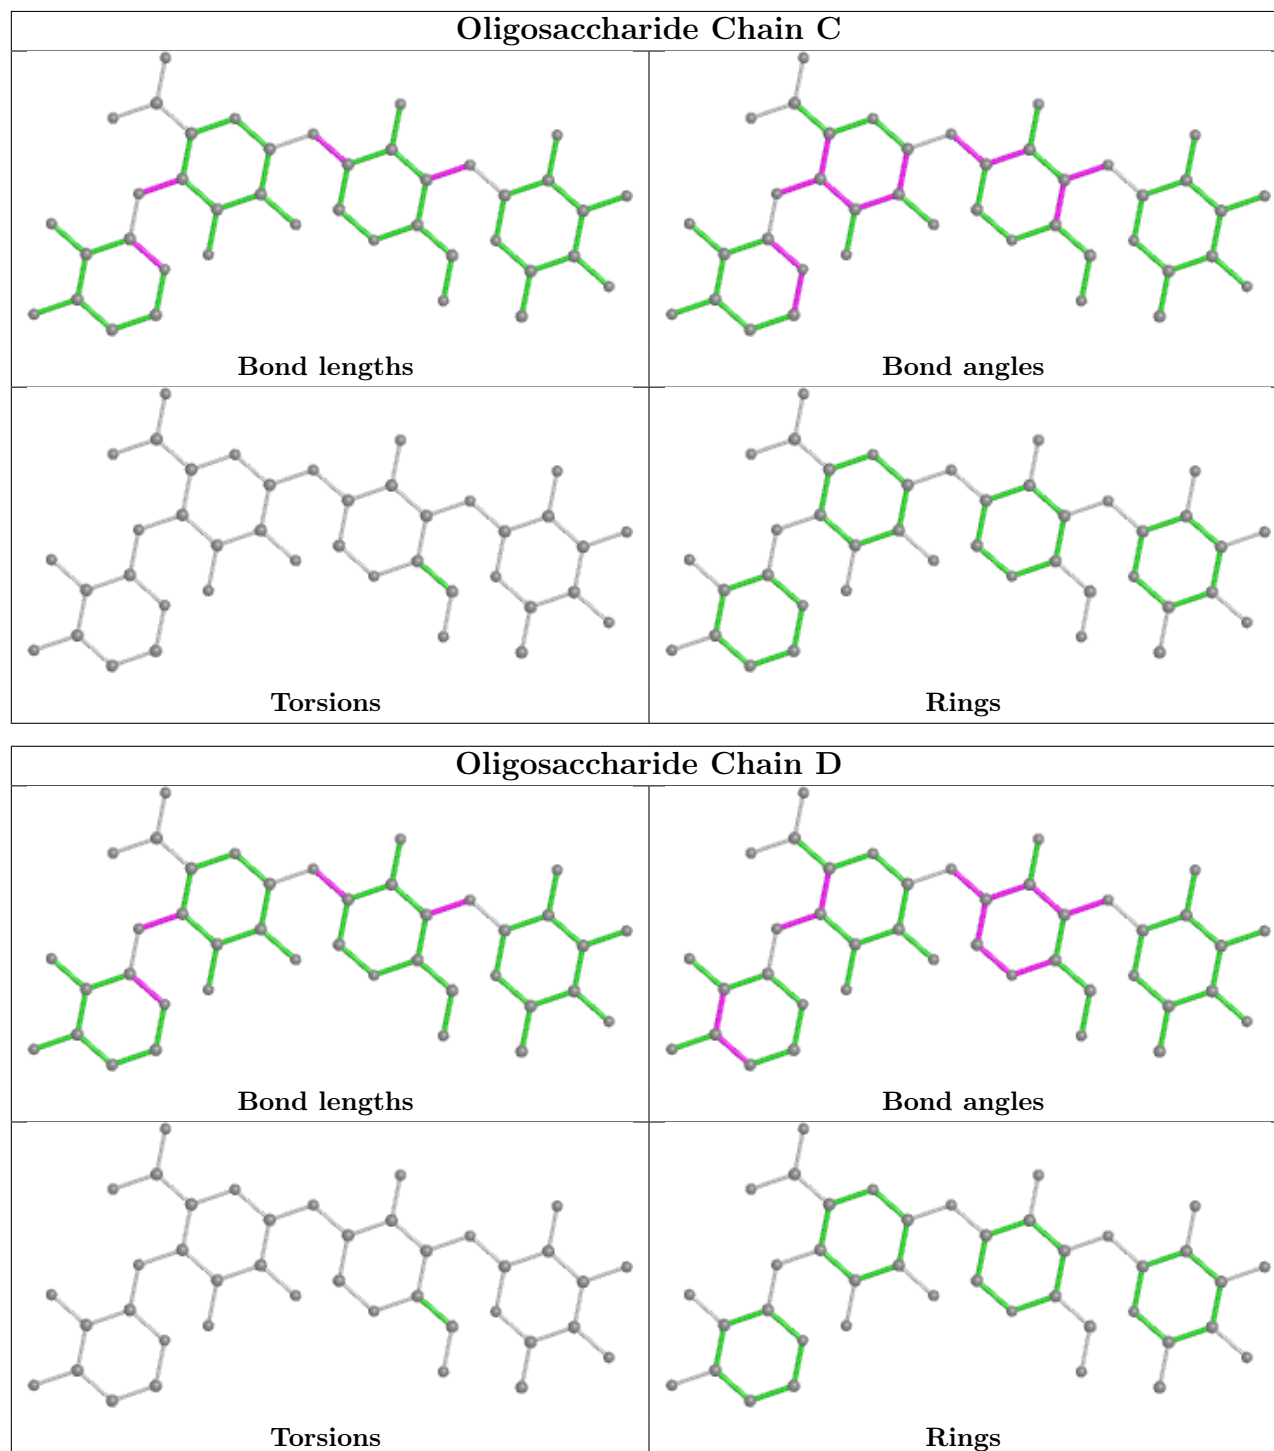 Oligosaccharide Chain C
Bond lengths
Bond angles
Torsions
Rings
Oligosaccharide Chain D
Bond lengths
Bond angles
Torsions
Rings